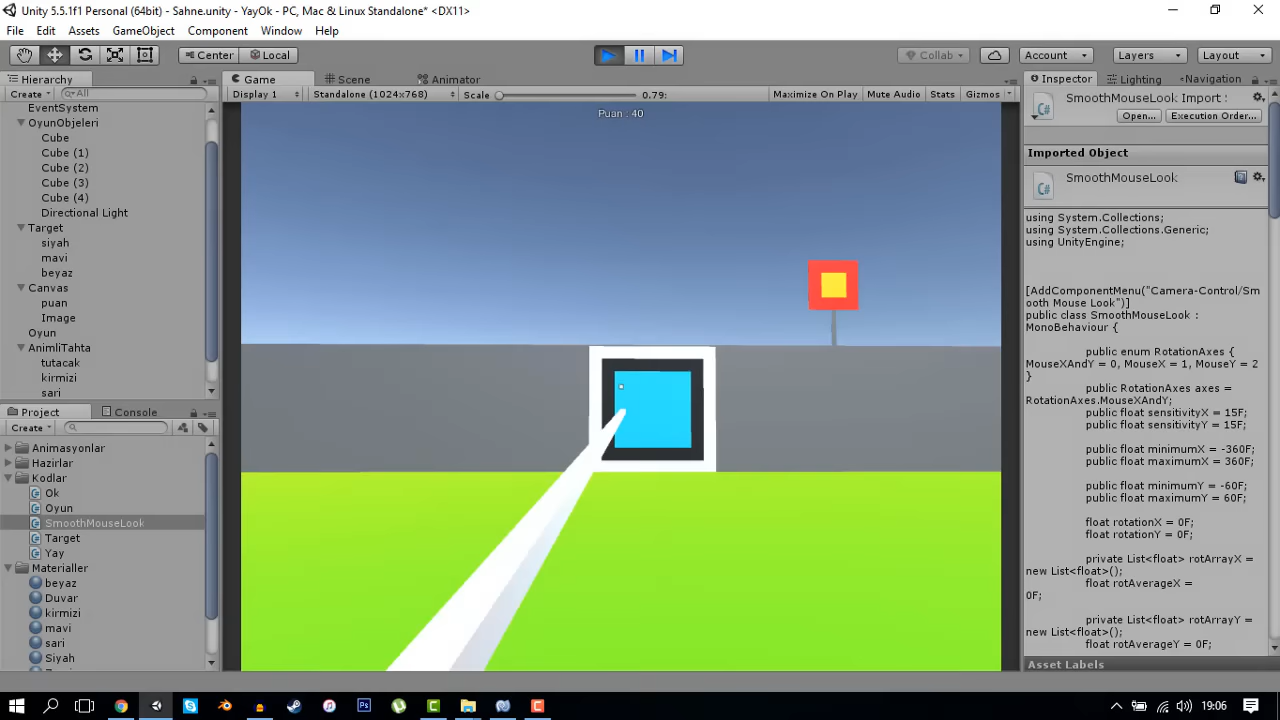 Unity 5.5.1f1 Personal (64bit) - Sahne.unity - YayOk - PC, Mac & Linux Standalone* <DX11>
File Edit Assets GameObject Component Window Help
Center Local Collab Account Layers Layout
Hierarchy Game Scene Animator Inspector Lighting Navigation
Create All Display 1 Standalone (1024x768) Scale 0.79: Maximize On Play Mute Audio Stats Gizmos
EventSystem
OyunObjeleri
Cube
Cube (1)
Cube (2)
Cube (3)
Cube (4)
Directional Light
Target
siyah
mavi
beyaz
Canvas
puan
Image
Oyun
AnimliTahta
tutacak
kirmizi
sari
Project Console
Create
Animasyonlar
Hazirlar
Kodlar
Ok
Oyun
SmoothMouseLook
Target
Yay
Materialler
beyaz
Duvar
kirmizi
mavi
sari
Siyah
Puan : 40
SmoothMouseLook Import :
C#
Open... Execution Order...
Imported Object
SmoothMouseLook
C#
using System.Collections;
using System.Collections.Generic;
using UnityEngine;
[AddComponentMenu("Camera-Control/Sm
ooth Mouse Look")]
public class SmoothMouseLook :
MonoBehaviour {
public enum RotationAxes {
MouseXAndY = 0, MouseX = 1, MouseY = 2
}
public RotationAxes axes =
RotationAxes.MouseXAndY;
public float sensitivityX = 15F;
public float sensitivityY = 15F;
public float minimumX = -360F;
public float maximumX = 360F;
public float minimumY = -60F;
public float maximumY = 60F;
float rotationX = 0F;
float rotationY = 0F;
private List<float> rotArrayX =
new List<float>();
float rotAverageX =
0F;
private List<float> rotArrayY =
new List<float>();
float rotAverageY = 0F;
Asset Labels
19:06